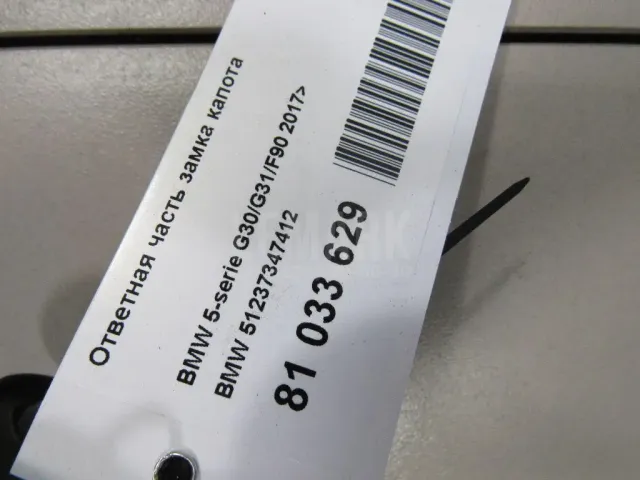 Ответная часть замка капота
BMW 5-serie G30/G31/F90 2017>
BMW 51237347412
81 033 629